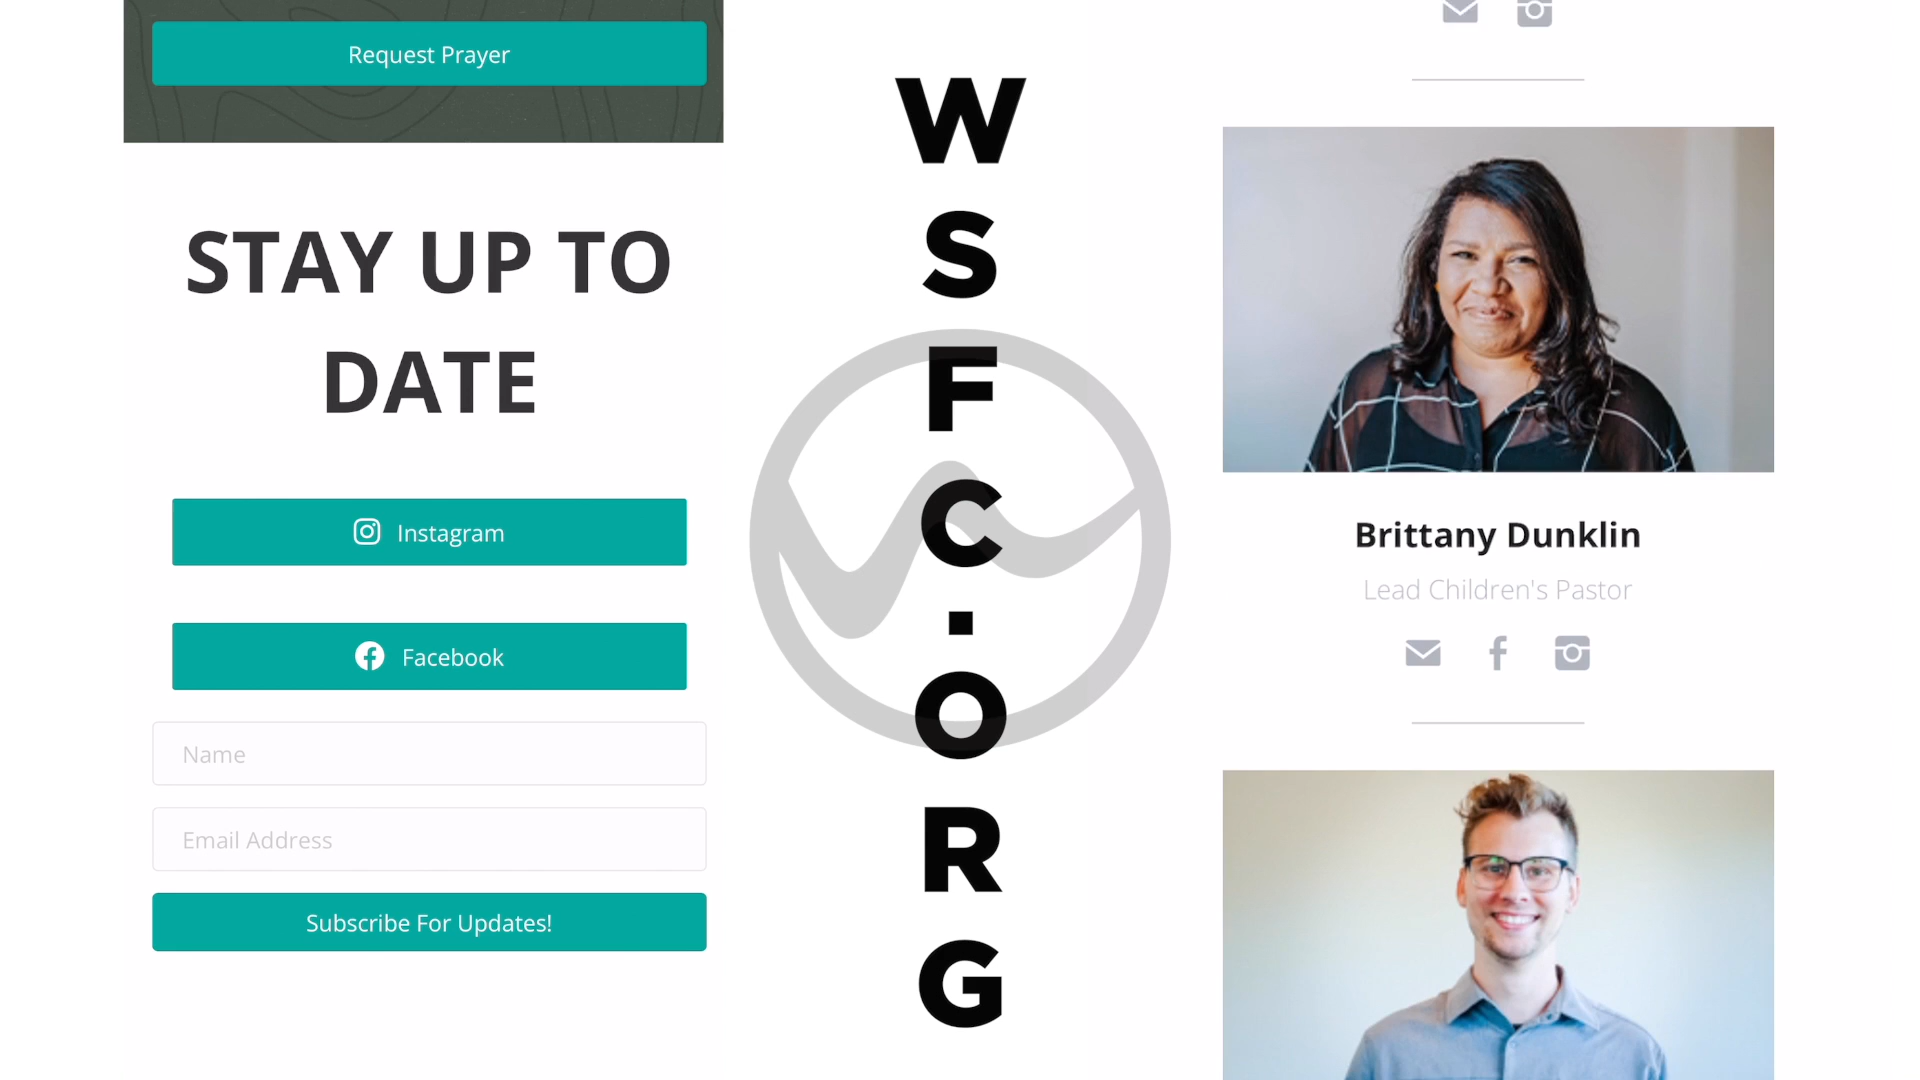 Request Prayer
STAY UP TO
DATE
Instagram
Facebook
Name
Email Address
Subscribe For Updates!
W
S
F
C
.
O
R
G
Brittany Dunklin
Lead Children's Pastor